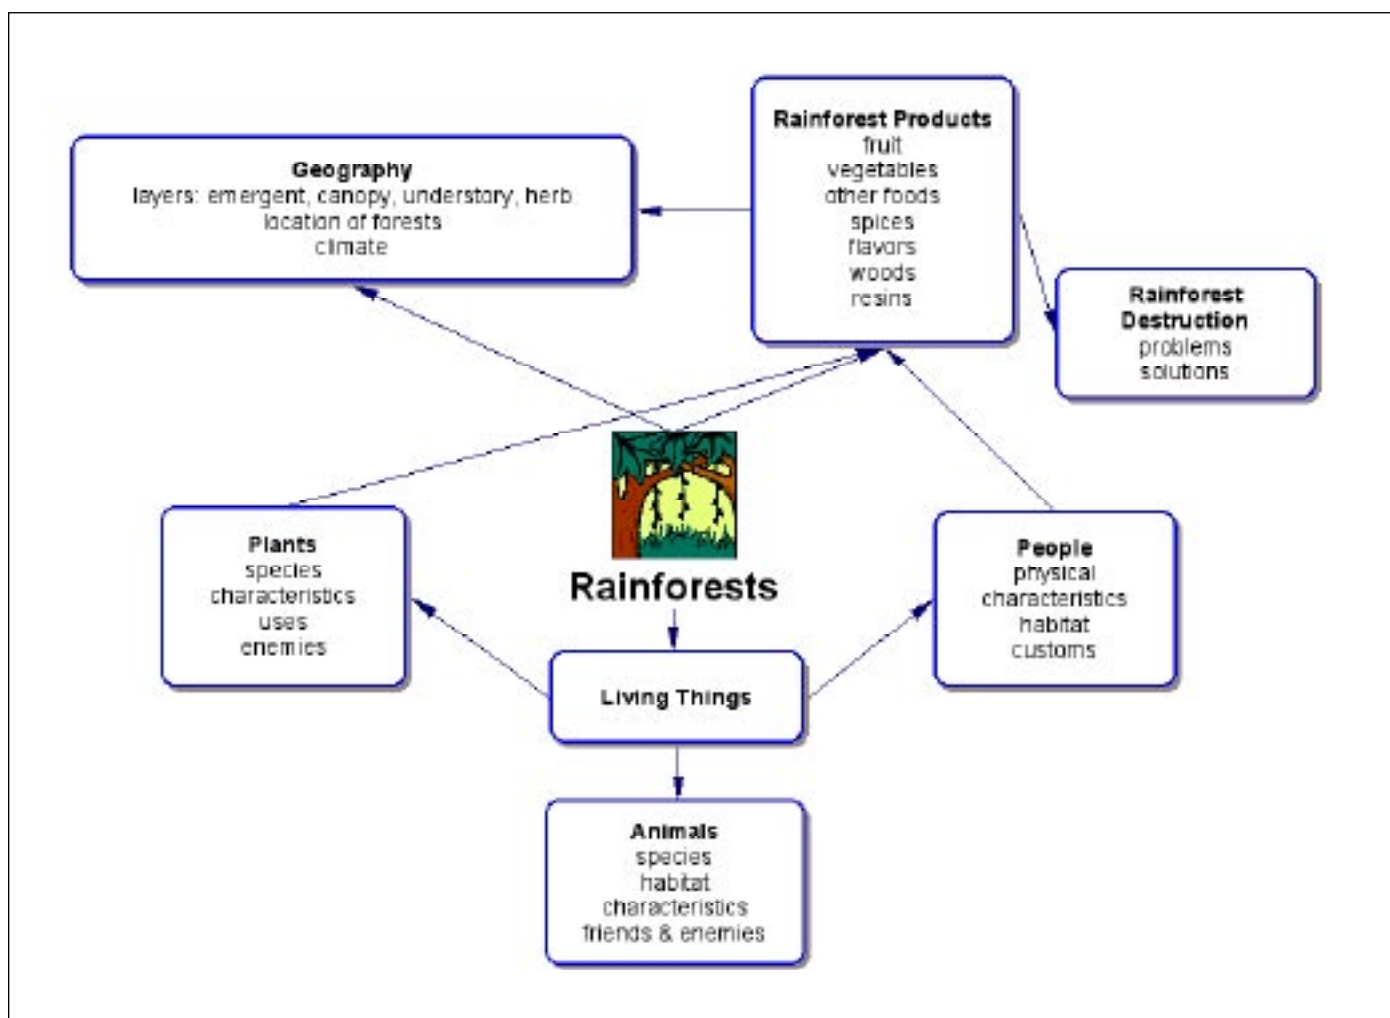 Rainforest Products
fruit
vegetables
other foods
spices
flavors
woods
resins
Geography
layers: emergent, canopy, understory, herb
location of forests
climate
Rainforest
Destruction
problems
solutions
Rainforests
Plants
species
characteristics
uses
enemies
People
physical
characteristics
habitat
customs
Living Things
Animals
species
habitat
characteristics
friends & enemies